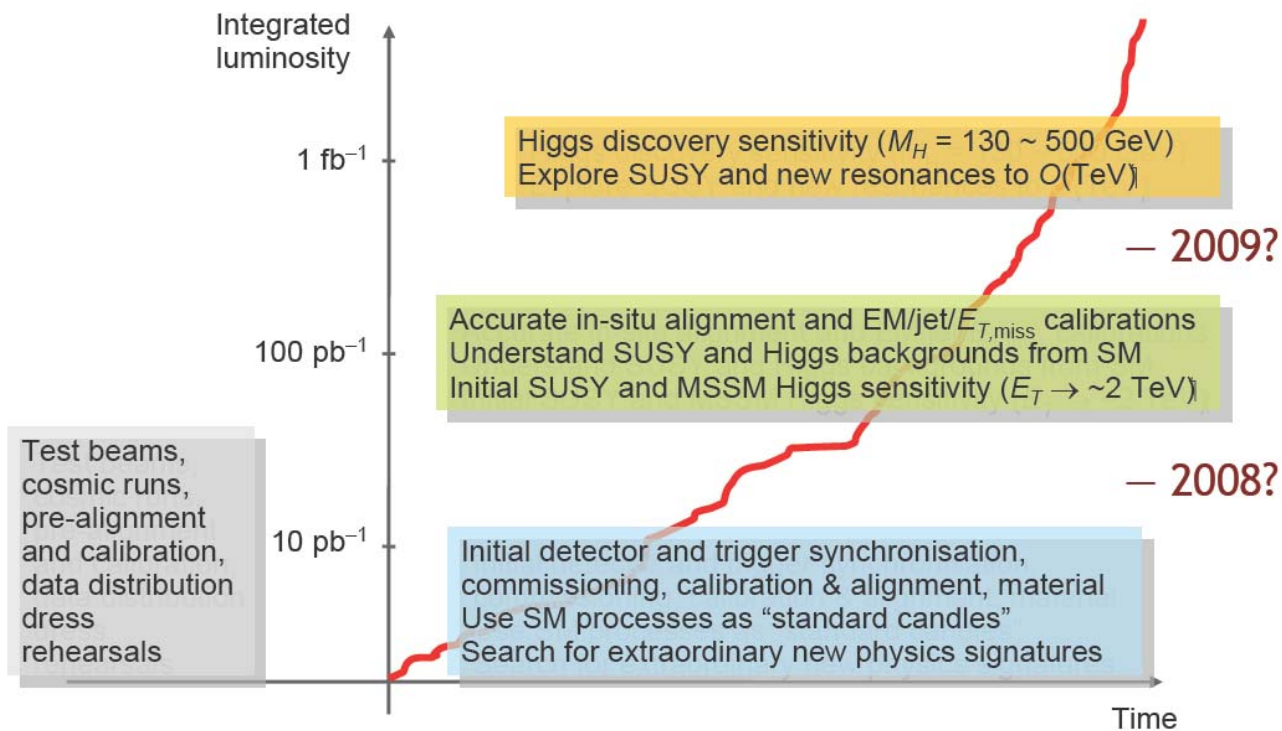 Integrated
luminosity
1 fb⁻¹
Higgs discovery sensitivity (M_H = 130 ~ 500 GeV)
Explore SUSY and new resonances to O(TeV)
— 2009?
100 pb⁻¹
Accurate in-situ alignment and EM/jet/E_T,miss calibrations
Understand SUSY and Higgs backgrounds from SM
Initial SUSY and MSSM Higgs sensitivity (E_T → ~2 TeV)
— 2008?
Test beams,
cosmic runs,
pre-alignment
and calibration,
data distribution
dress
rehearsals
10 pb⁻¹
Initial detector and trigger synchronisation,
commissioning, calibration & alignment, material
Use SM processes as “standard candles”
Search for extraordinary new physics signatures
Time